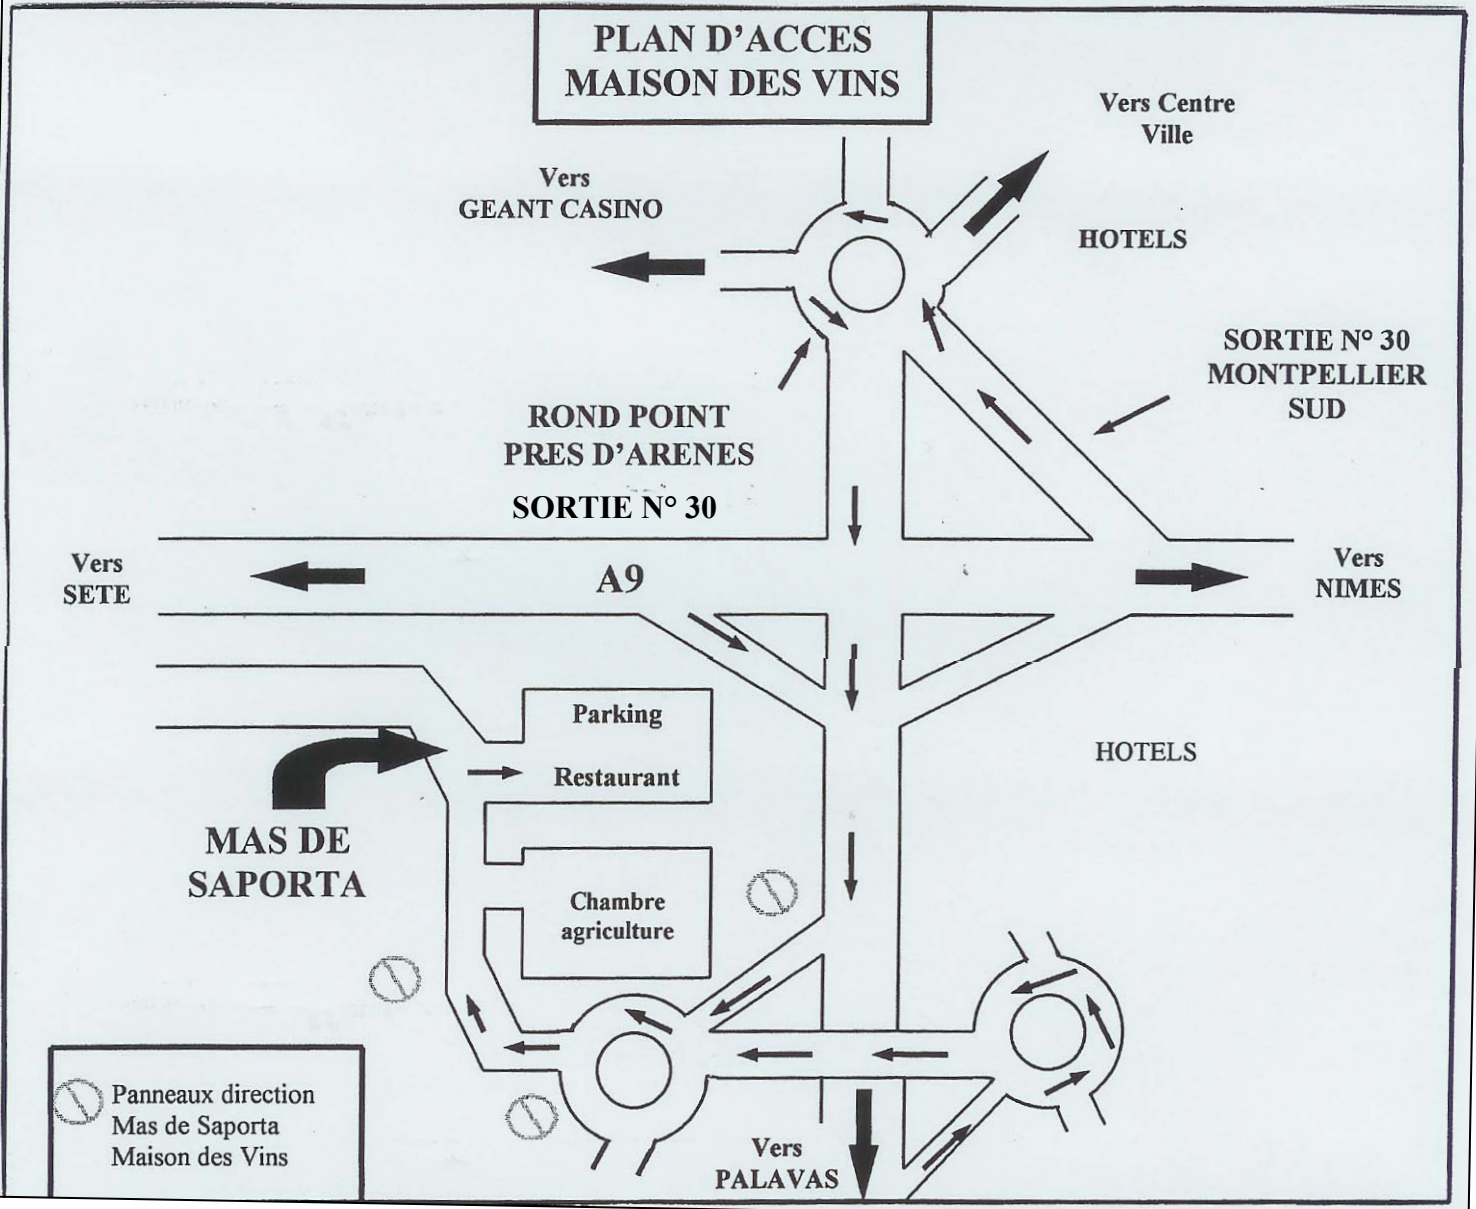 PLAN D'ACCES
MAISON DES VINS
Vers Centre
Ville
Vers
GEANT CASINO
HOTELS
SORTIE N° 30
MONTPELLIER
SUD
ROND POINT
PRES D'ARENES
SORTIE N° 30
Vers
SETE
A9
Vers
NIMES
Parking
Restaurant
HOTELS
MAS DE
SAPORTA
Chambre
agriculture
Panneaux direction
Mas de Saporta
Maison des Vins
Vers
PALAVAS